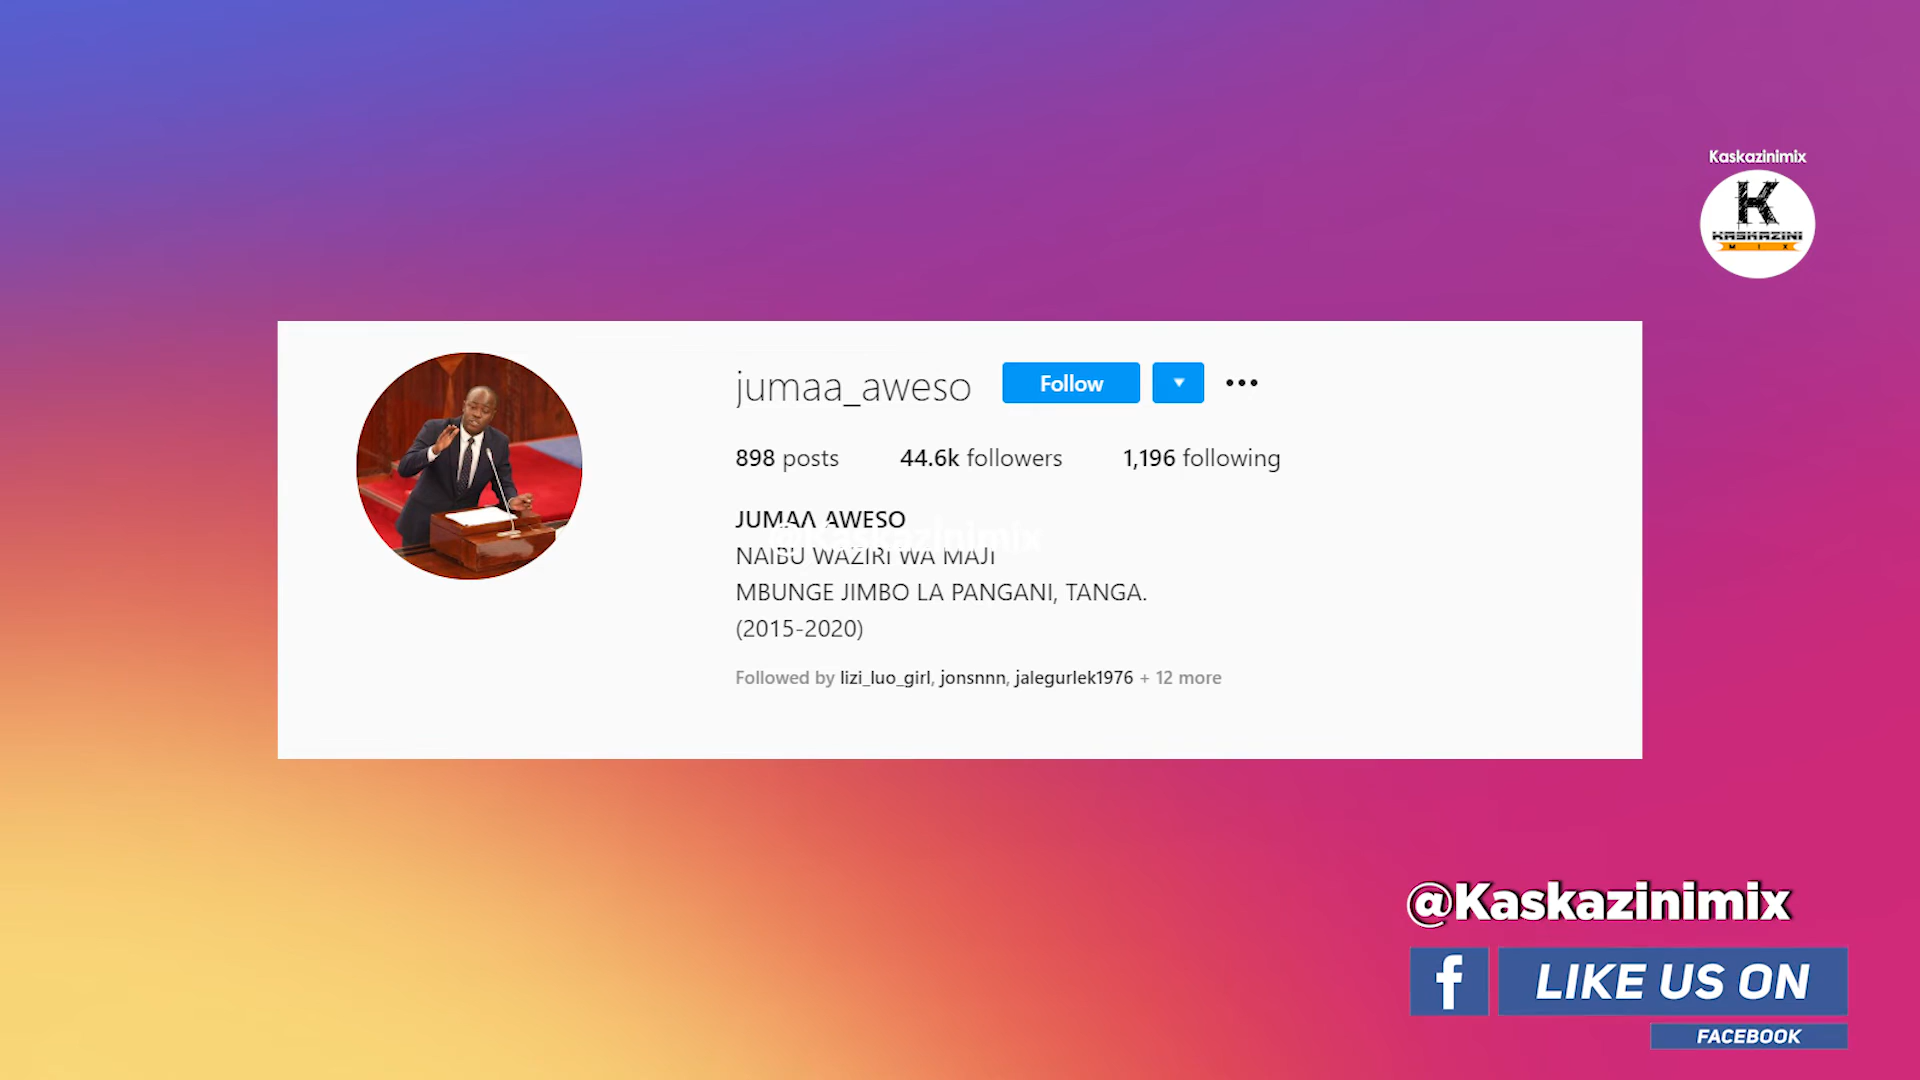 Kaskazinimix
K
KASKAZINI
MIX
jumaa_aweso Follow
898 posts 44.6k followers 1,196 following
JUMAA AWESO
@Kaskazinimix
NAIBU WAZIRI WA MAJI
MBUNGE JIMBO LA PANGANI, TANGA.
(2015-2020)
Followed by lizi_luo_girl, jonsnnn, jalegurlek1976 + 12 more
@Kaskazinimix
f LIKE US ON
FACEBOOK